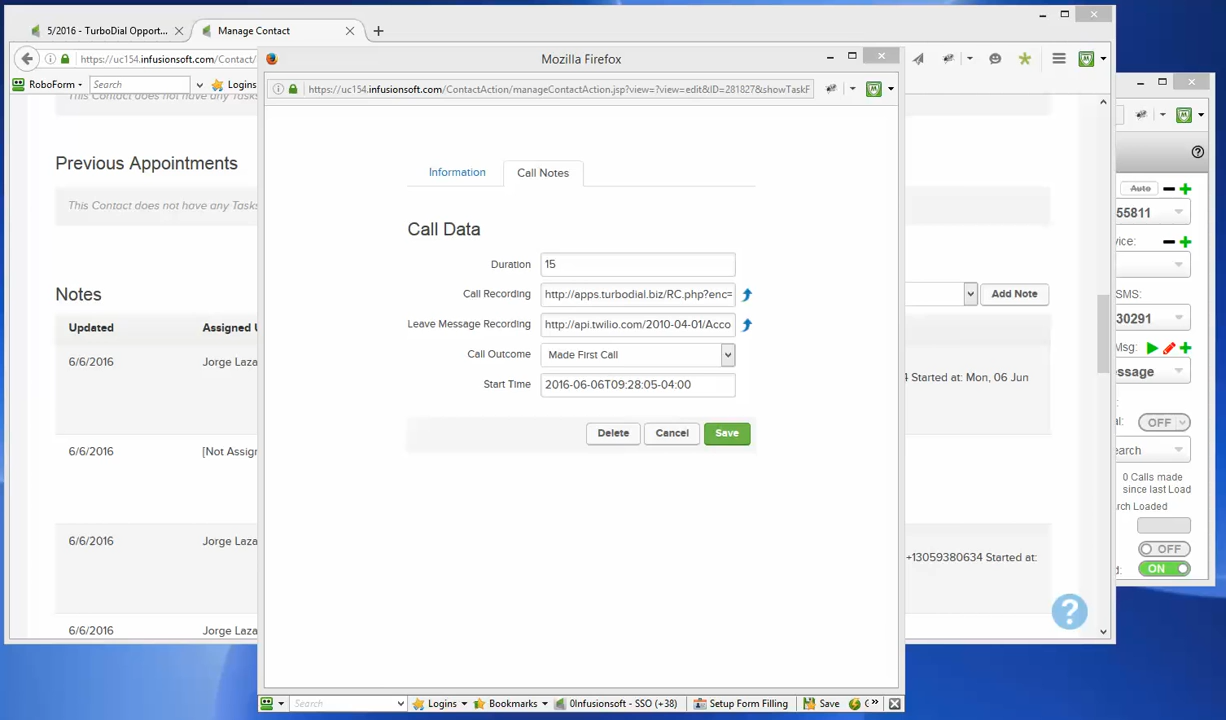 5/2016 - TurboDial Opport...
Manage Contact
https://uc154.infusionsoft.com/Contact/
RoboForm
Search
Logins
This Contact does not have any Tasks
Previous Appointments
This Contact does not have any Tasks
Notes
Updated
Assigned U
6/6/2016
Jorge Laza
6/6/2016
[Not Assign
6/6/2016
Jorge Laza
6/6/2016
Jorge Laza
Mozilla Firefox
https://uc154.infusionsoft.com/ContactAction/manageContactAction.jsp?view=?view=edit&ID=281827&showTaskF
Information
Call Notes
Call Data
Duration
15
Call Recording
http://apps.turbodial.biz/RC.php?enc=
Leave Message Recording
http://api.twilio.com/2010-04-01/Acco
Call Outcome
Made First Call
Start Time
2016-06-06T09:28:05-04:00
Delete
Cancel
Save
Search
Logins
Bookmarks
0Infusionsoft - SSO (+38)
Setup Form Filling
Save
C
Add Note
4 Started at: Mon, 06 Jun
+13059380634 Started at:
?
Auto
55811
vice:
SMS:
30291
Msg:
ssage
l:
OFF
earch
0 Calls made
since last Load
rch Loaded
OFF
d:
ON